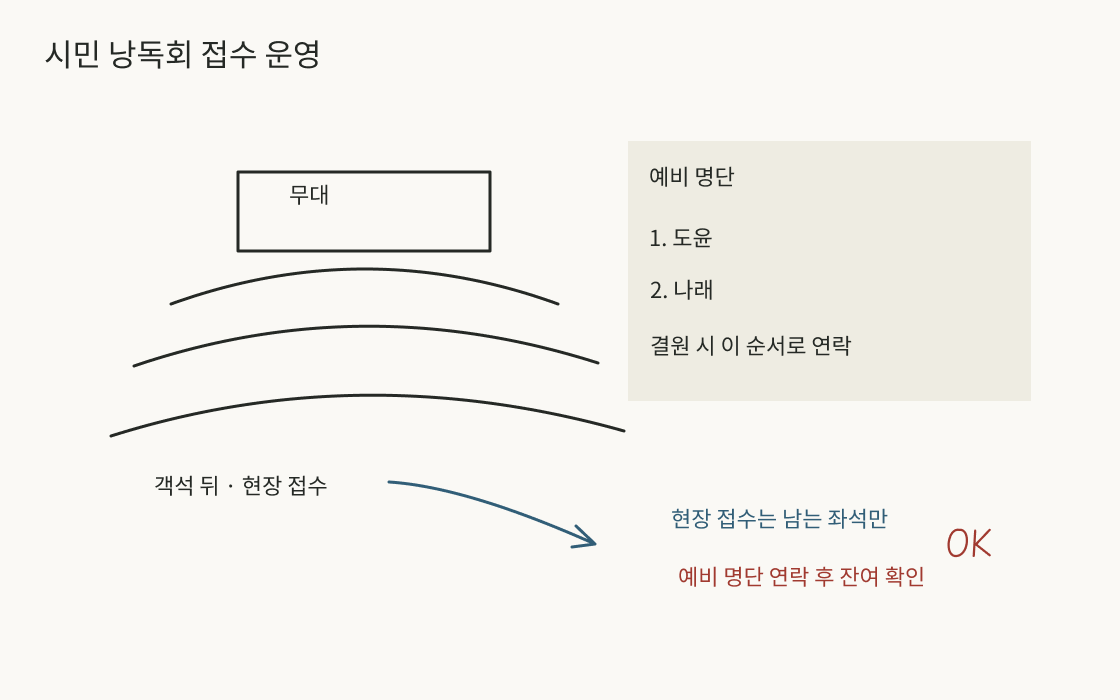 시민 낭독회 접수 운영
무대
예비 명단
1. 도윤
2. 나래
결원 시 이 순서로 연락
객석 뒤 · 현장 접수
현장 접수는 남는 좌석만
OK
예비 명단 연락 후 잔여 확인